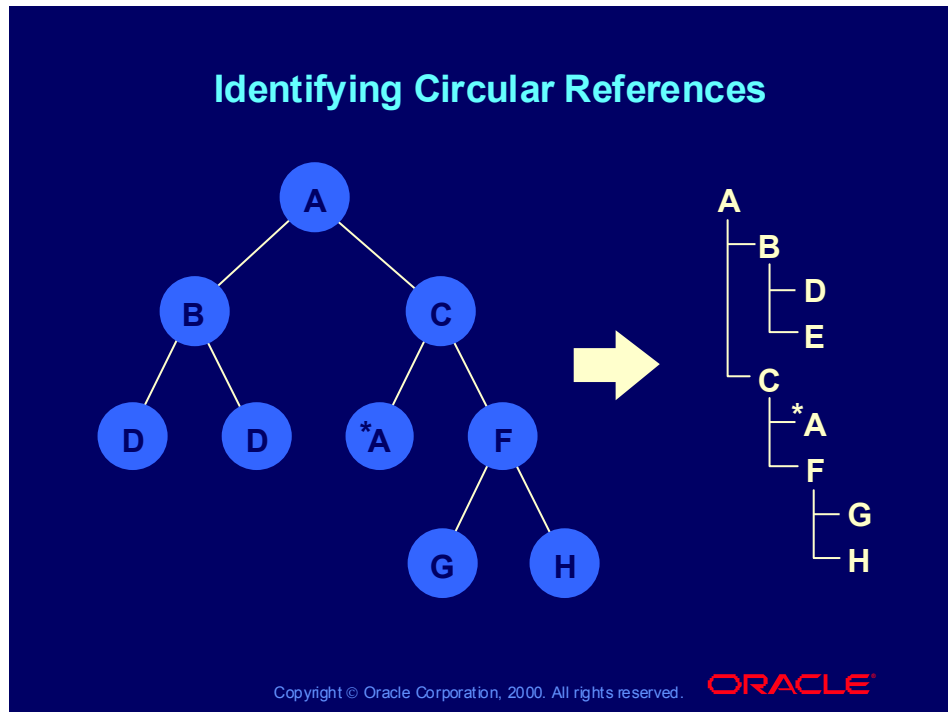 Identifying Circular References
A
B
C
D
D
*A
F
G
H
A
B
D
E
C
*A
F
G
H
Copyright © Oracle Corporation, 2000. All rights reserved.
ORACLE®